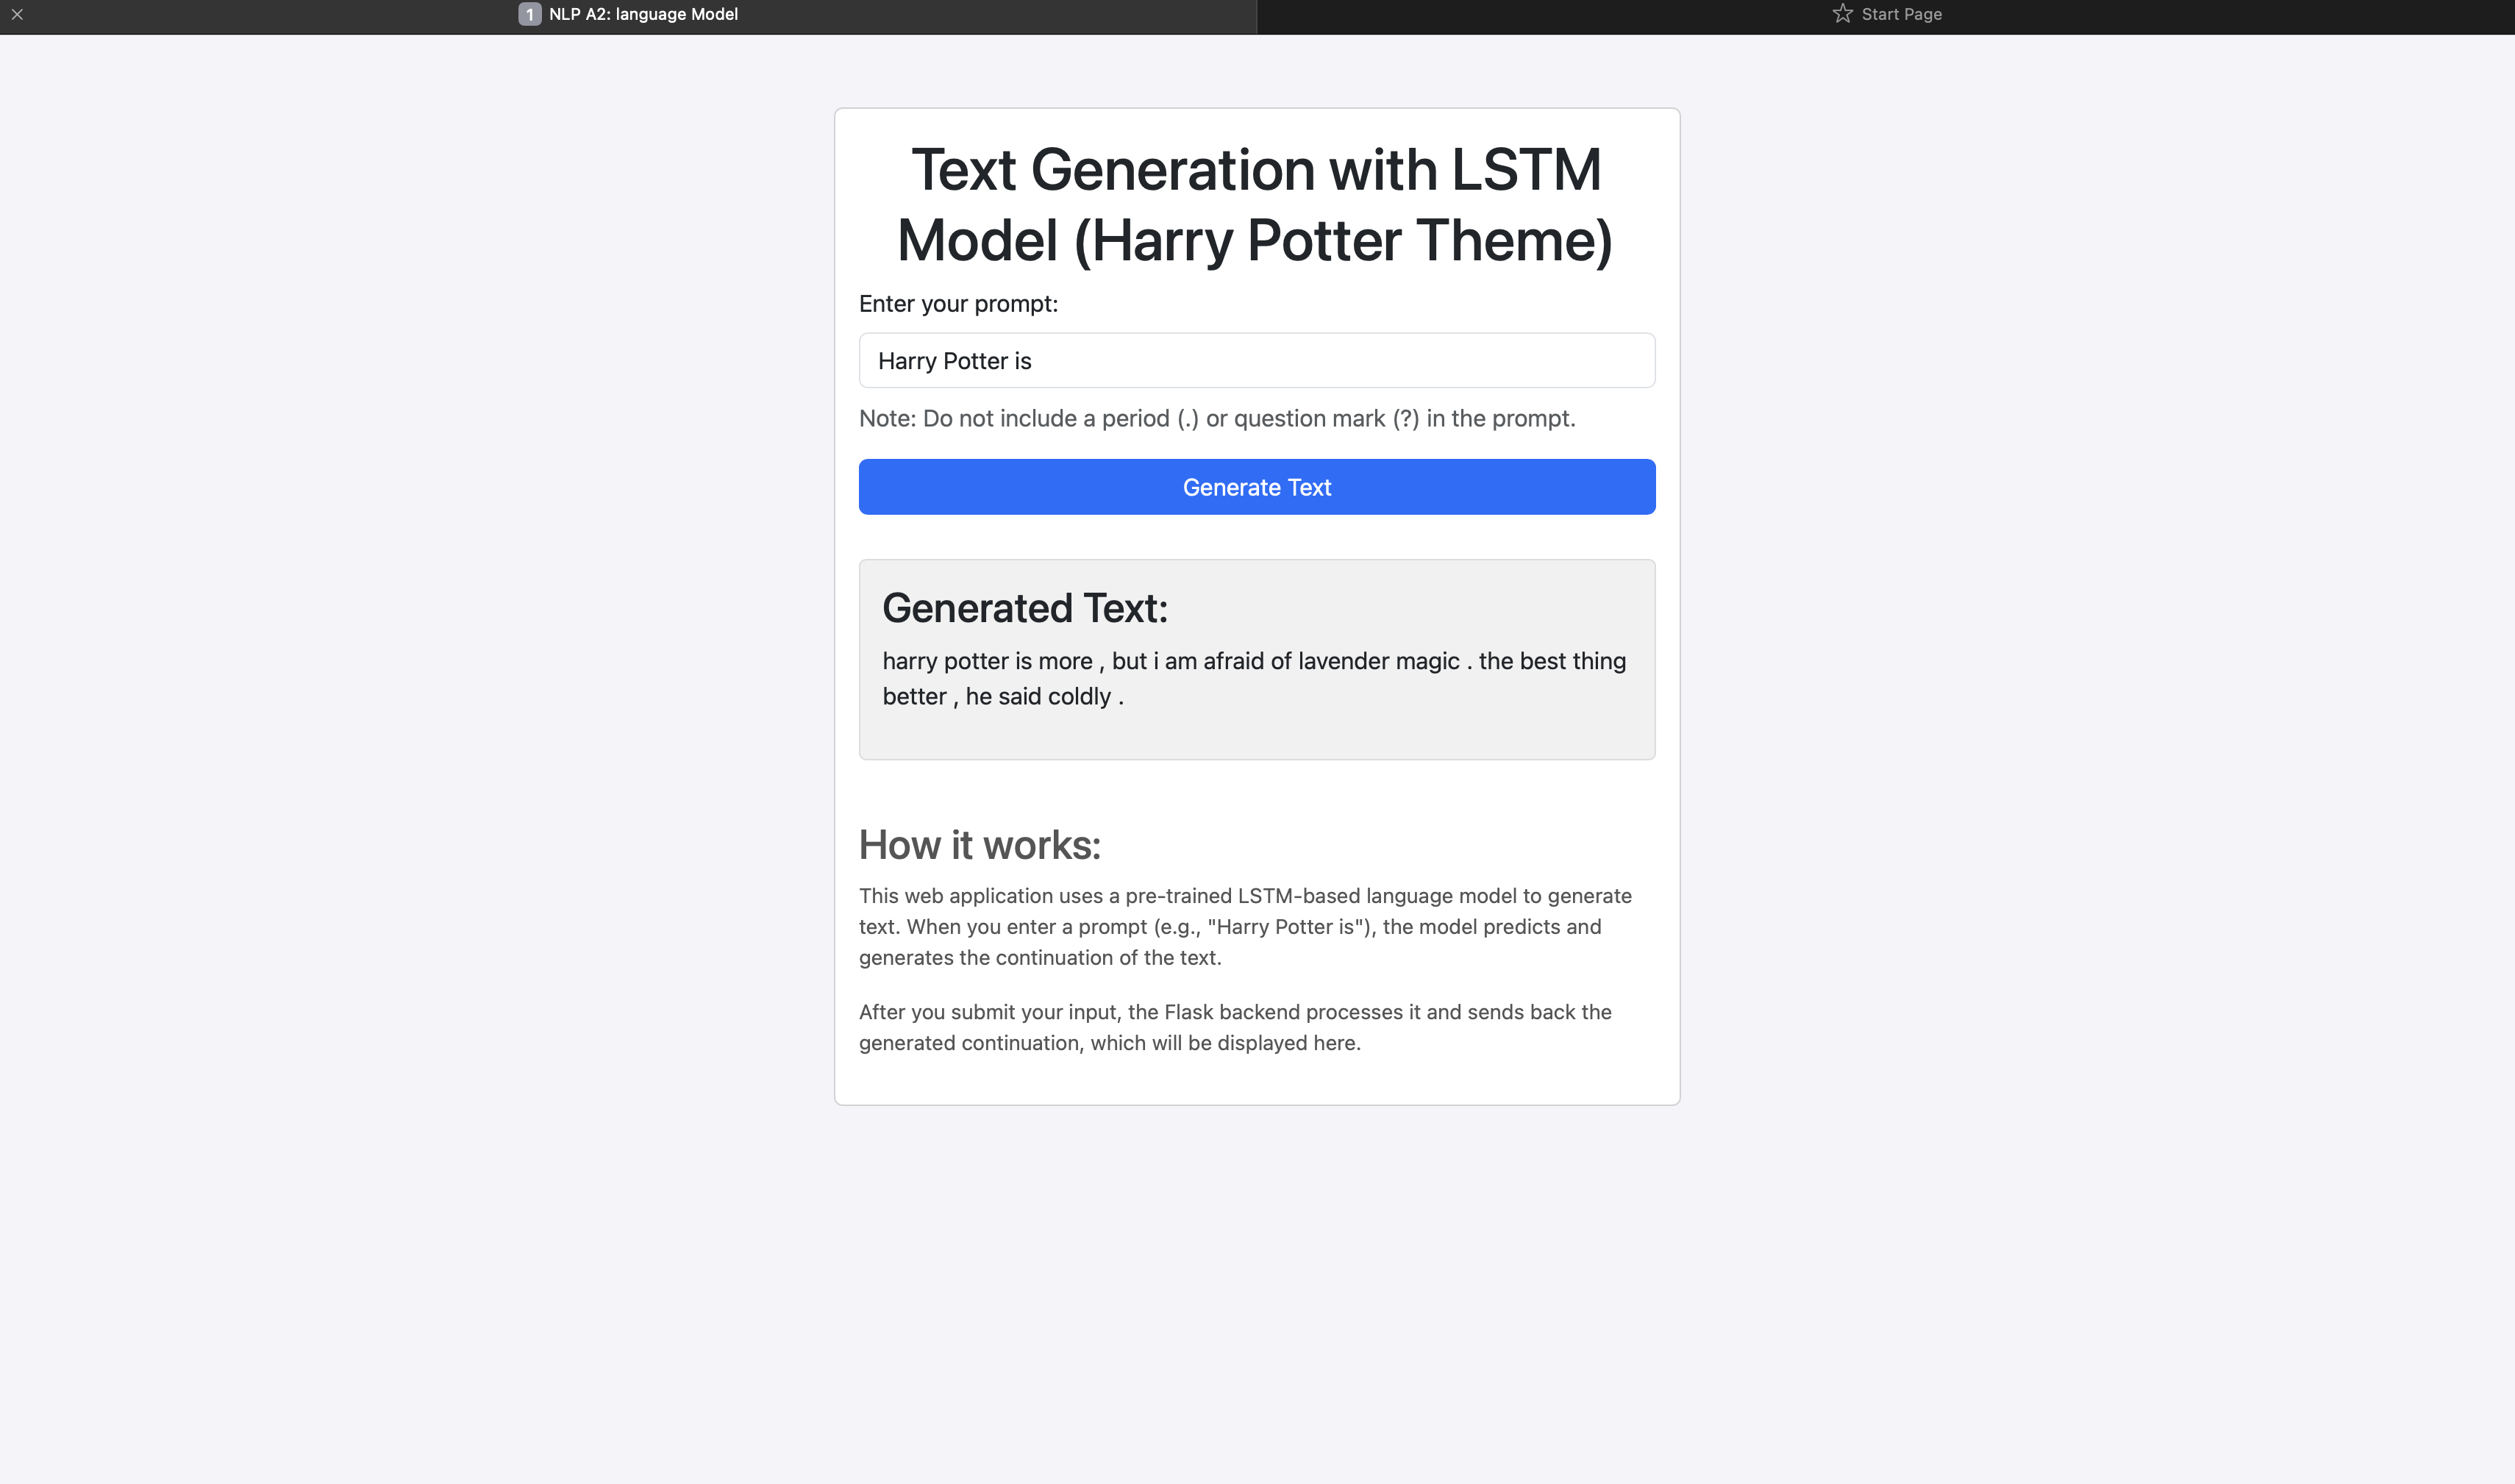 1 NLP A2: language Model
Start Page
Text Generation with LSTM
Model (Harry Potter Theme)
Enter your prompt:
Harry Potter is
Note: Do not include a period (.) or question mark (?) in the prompt.
Generate Text
Generated Text:
harry potter is more , but i am afraid of lavender magic . the best thing
better , he said coldly .
How it works:
This web application uses a pre-trained LSTM-based language model to generate
text. When you enter a prompt (e.g., "Harry Potter is"), the model predicts and
generates the continuation of the text.
After you submit your input, the Flask backend processes it and sends back the
generated continuation, which will be displayed here.